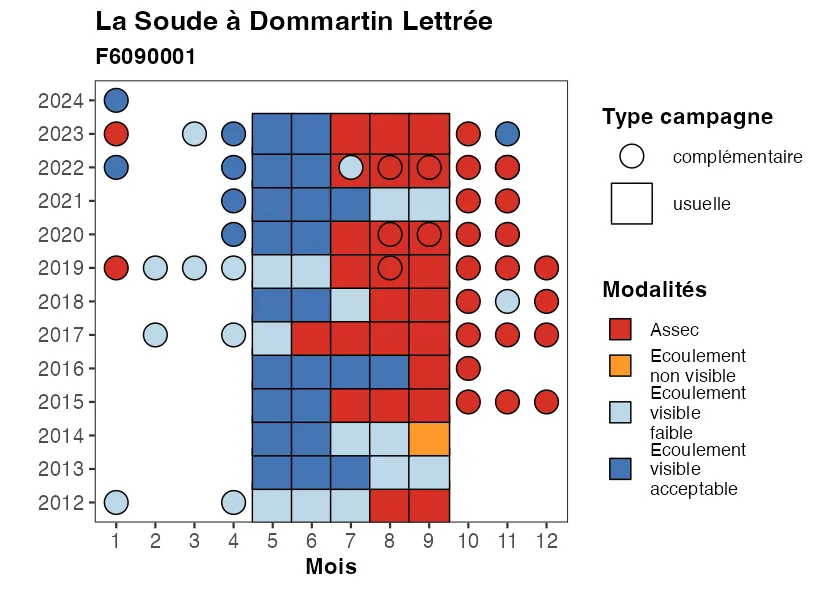 La Soude à Dommartin Lettrée
F6090001
2024
2023
2022
2021
2020
2019
2018
2017
2016
2015
2014
2013
2012
1 2 3 4 5 6 7 8 9 10 11 12
Mois
Type campagne
complémentaire
usuelle
Modalités
Assec
Ecoulement
non visible
Ecoulement
visible
faible
Ecoulement
visible
acceptable